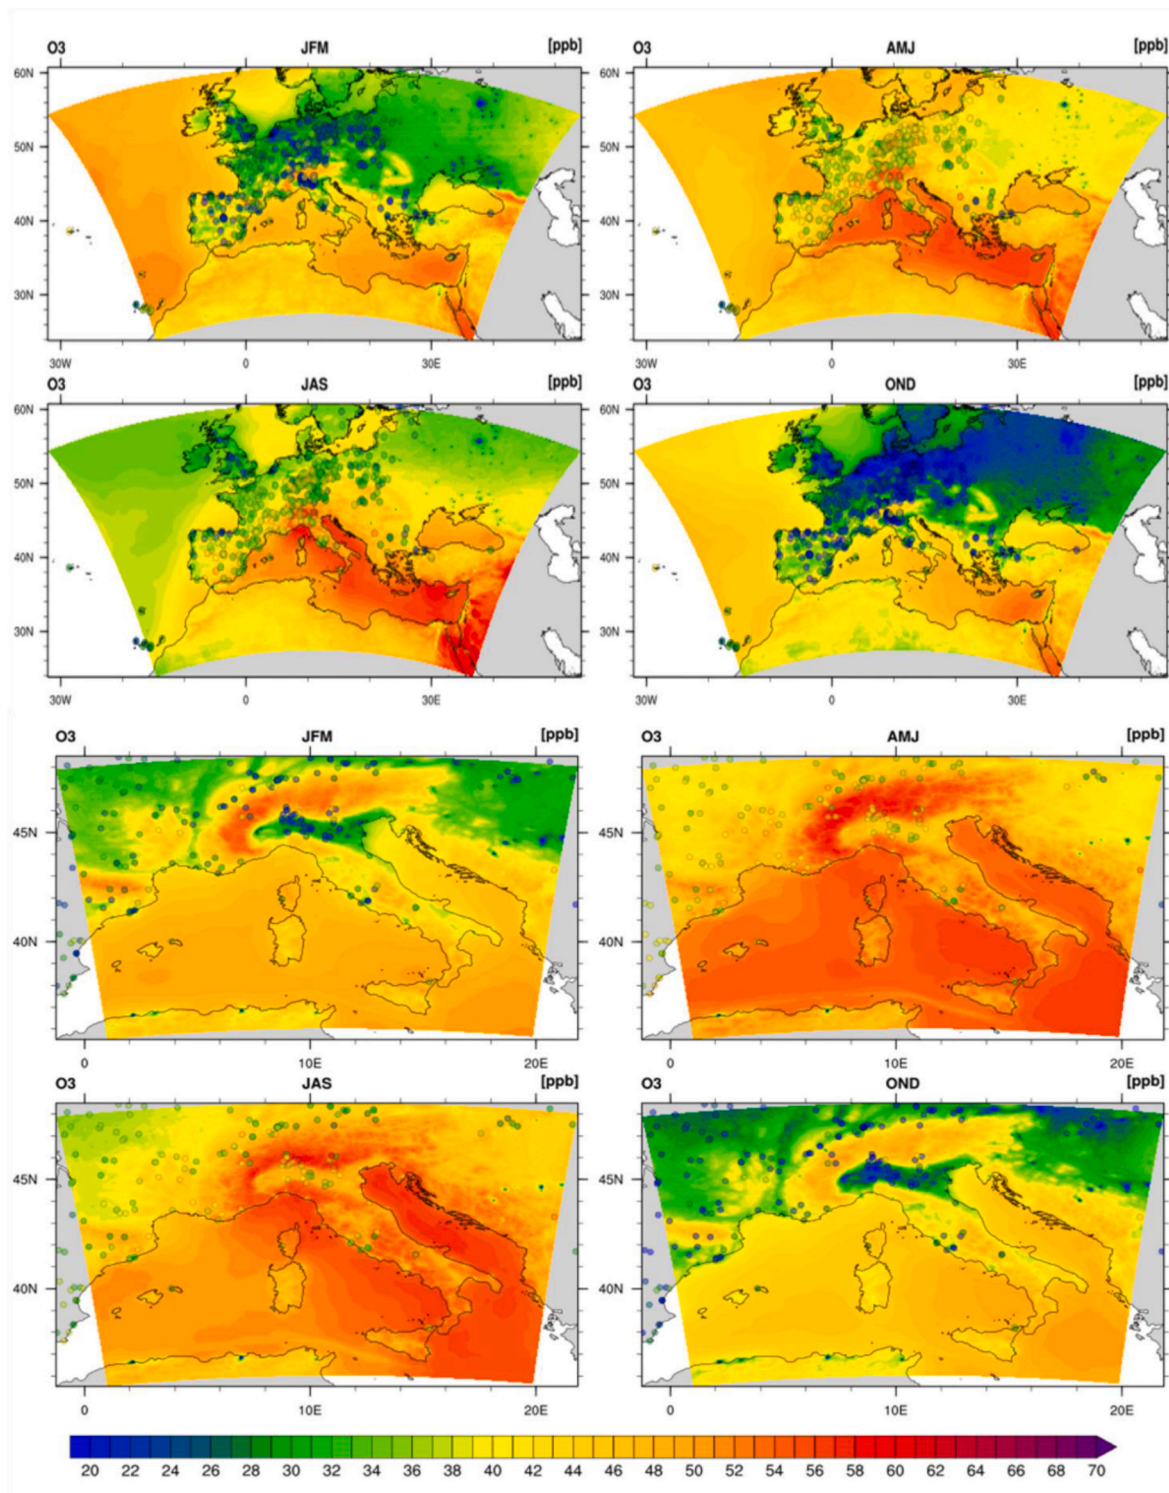 O3 JFM [ppb] O3 AMJ [ppb]
60N 60N
50N 50N
40N 40N
30N 30N
30W 0 30E 30W 0 30E
O3 JAS [ppb] O3 OND [ppb]
60N 60N
50N 50N
40N 40N
30N 30N
30W 0 30E 30W 0 30E
O3 JFM [ppb] O3 AMJ [ppb]
45N 45N
40N 40N
0 10E 20E 0 10E 20E
O3 JAS [ppb] O3 OND [ppb]
45N 45N
40N 40N
0 10E 20E 0 10E 20E
20 22 24 26 28 30 32 34 36 38 40 42 44 46 48 50 52 54 56 58 60 62 64 66 68 70